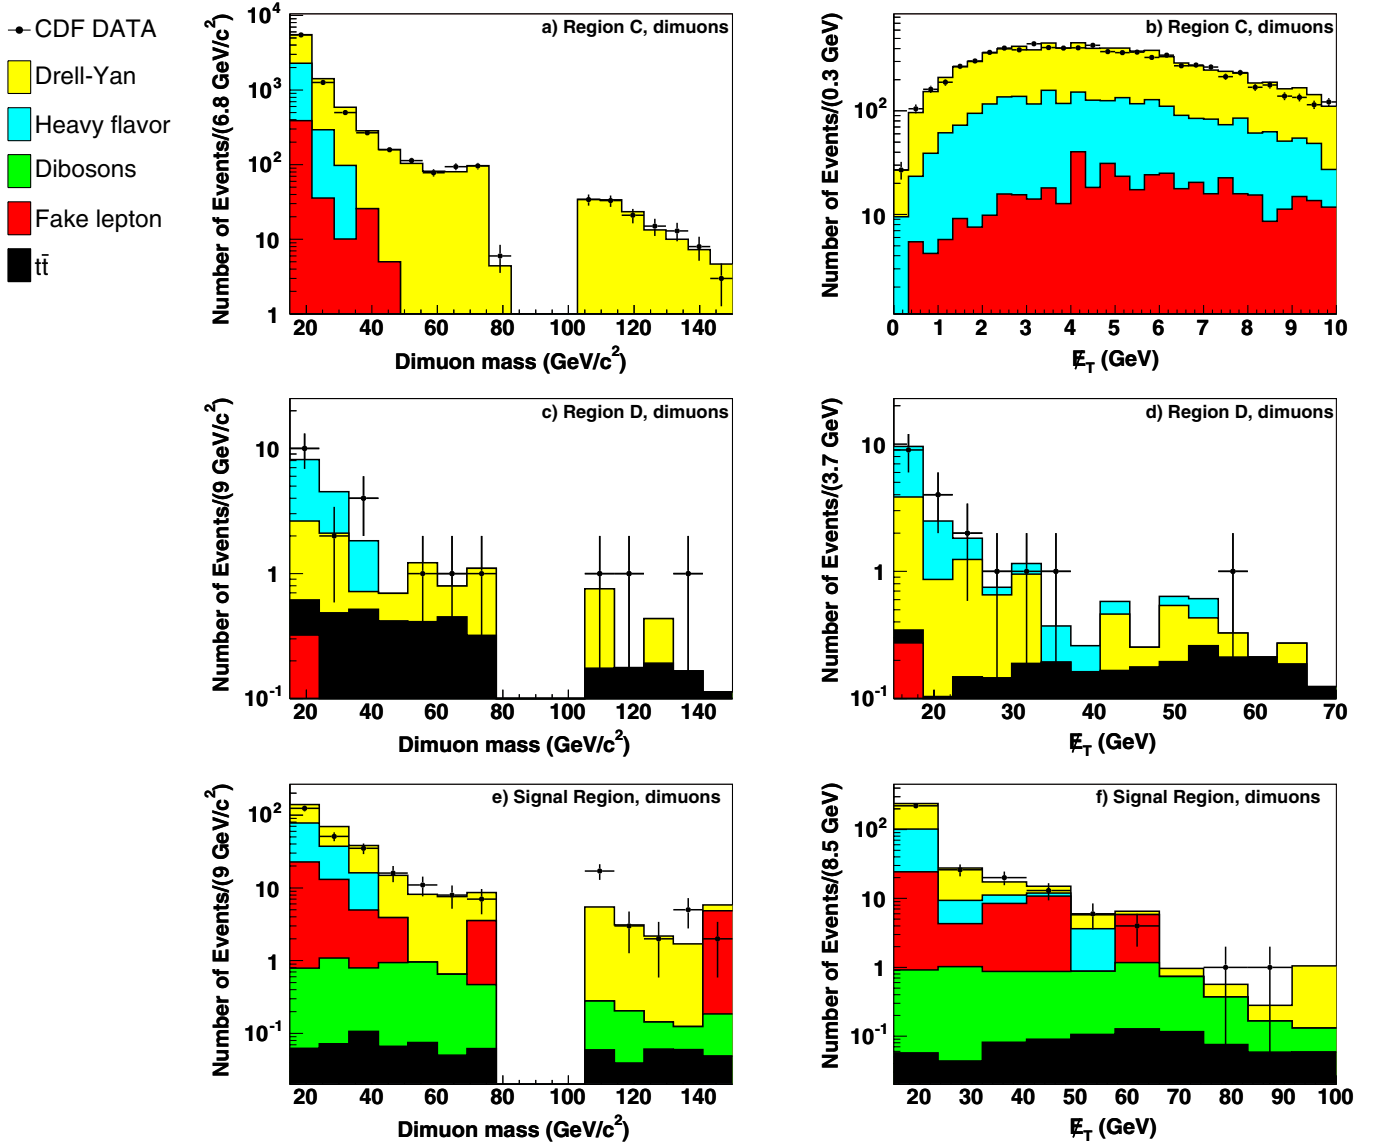 CDF DATA
Drell-Yan
Heavy flavor
Dibosons
Fake lepton
tt̄
a) Region C, dimuons
Number of Events/(6.8 GeV/c²)
10⁴
10³
10²
10
1
20 40 60 80 100 120 140
Dimuon mass (GeV/c²)
b) Region C, dimuons
Number of Events/(0.3 GeV)
10²
10
0 1 2 3 4 5 6 7 8 9 10
E̸_T (GeV)
c) Region D, dimuons
Number of Events/(9 GeV/c²)
10
1
10⁻¹
20 40 60 80 100 120 140
Dimuon mass (GeV/c²)
d) Region D, dimuons
Number of Events/(3.7 GeV)
10
1
10⁻¹
20 30 40 50 60 70
E̸_T (GeV)
e) Signal Region, dimuons
Number of Events/(9 GeV/c²)
10²
10
1
10⁻¹
20 40 60 80 100 120 140
Dimuon mass (GeV/c²)
f) Signal Region, dimuons
Number of Events/(8.5 GeV)
10²
10
1
10⁻¹
20 30 40 50 60 70 80 90 100
E̸_T (GeV)